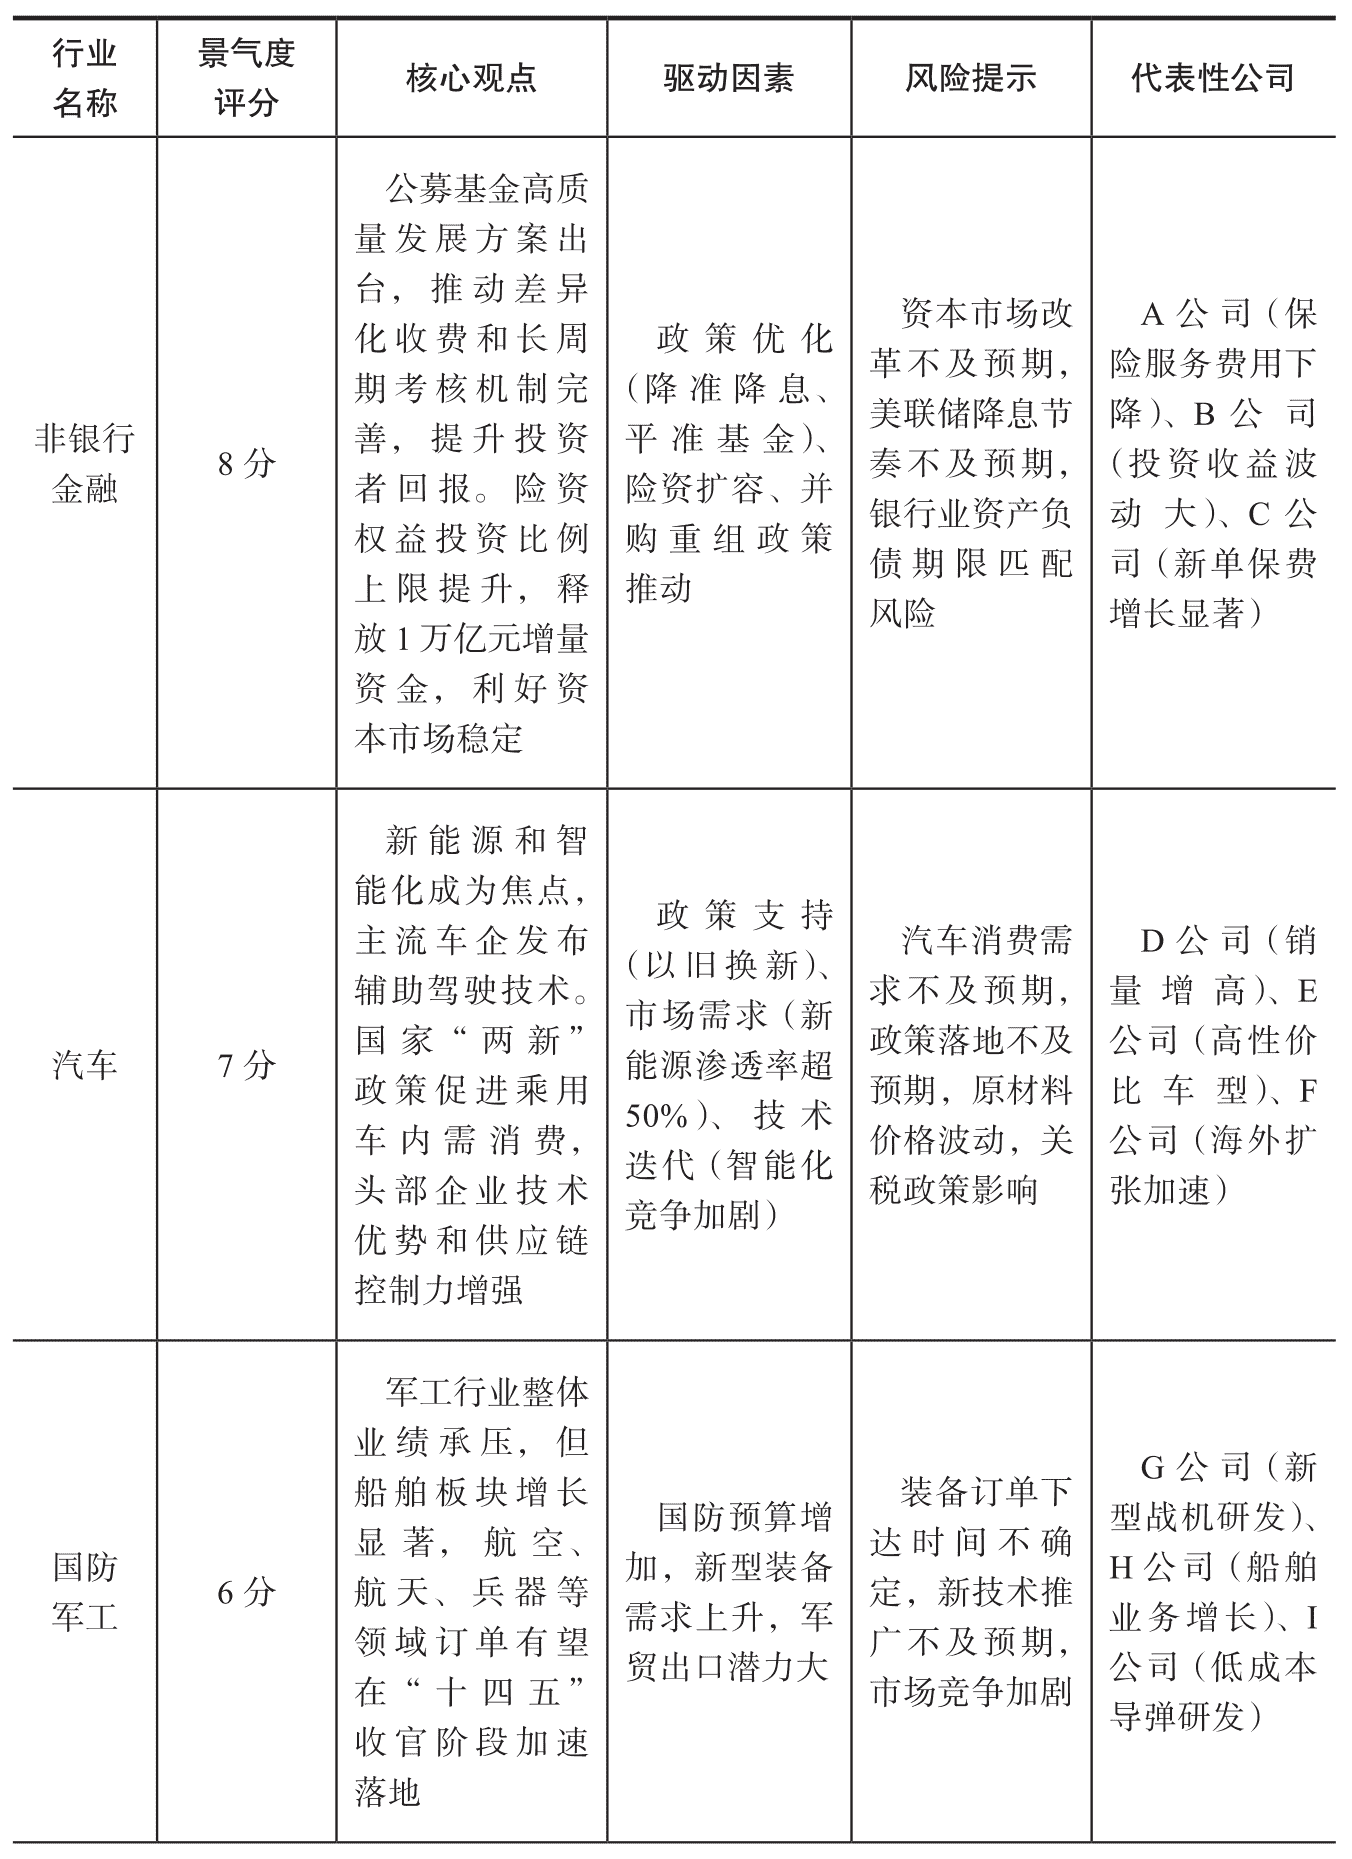 行业
名称
景气度
评分
核心观点
驱动因素
风险提示
代表性公司
非银行
金融
8 分
公募基金高质
量发展方案出
台，推动差异
化收费和长周
期考核机制完
善，提升投资
者回报。险资
权益投资比例
上限提升，释
放 1 万亿元增量
资金，利好资
本市场稳定
政策优化
（降准降息、
平准基金）、
险资扩容、并
购重组政策
推动
资本市场改
革不及预期，
美联储降息节
奏不及预期，
银行业资产负
债期限匹配
风险
A 公司（保
险服务费用下
降）、B 公司
（投资收益波
动大）、C 公
司（新单保费
增长显著）
汽车
7 分
新能源和智
能化成为焦点，
主流车企发布
辅助驾驶技术。
国家“两新”
政策促进乘用
车内需消费，
头部企业技术
优势和供应链
控制力增强
政策支持
（以旧换新）、
市场需求（新
能源渗透率超
50%）、技术
迭代（智能化
竞争加剧）
汽车消费需
求不及预期，
政策落地不及
预期，原材料
价格波动，关
税政策影响
D 公司（销
量增高）、E
公司（高性价
比车型）、F
公司（海外扩
张加速）
国防
军工
6 分
军工行业整体
业绩承压，但
船舶板块增长
显著，航空、
航天、兵器等
领域订单有望
在“十四五”
收官阶段加速
落地
国防预算增
加，新型装备
需求上升，军
贸出口潜力大
装备订单下
达时间不确
定，新技术推
广不及预期，
市场竞争加剧
G 公司（新
型战机研发）、
H 公司（船舶
业务增长）、I
公司（低成本
导弹研发）